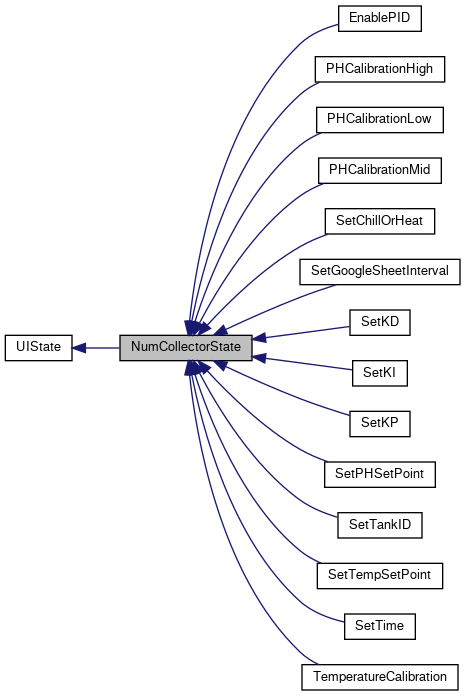 EnablePID
PHCalibrationHigh
PHCalibrationLow
PHCalibrationMid
SetChillOrHeat
SetGoogleSheetInterval
SetKD
UIState
NumCollectorState
SetKI
SetKP
SetPHSetPoint
SetTankID
SetTempSetPoint
SetTime
TemperatureCalibration